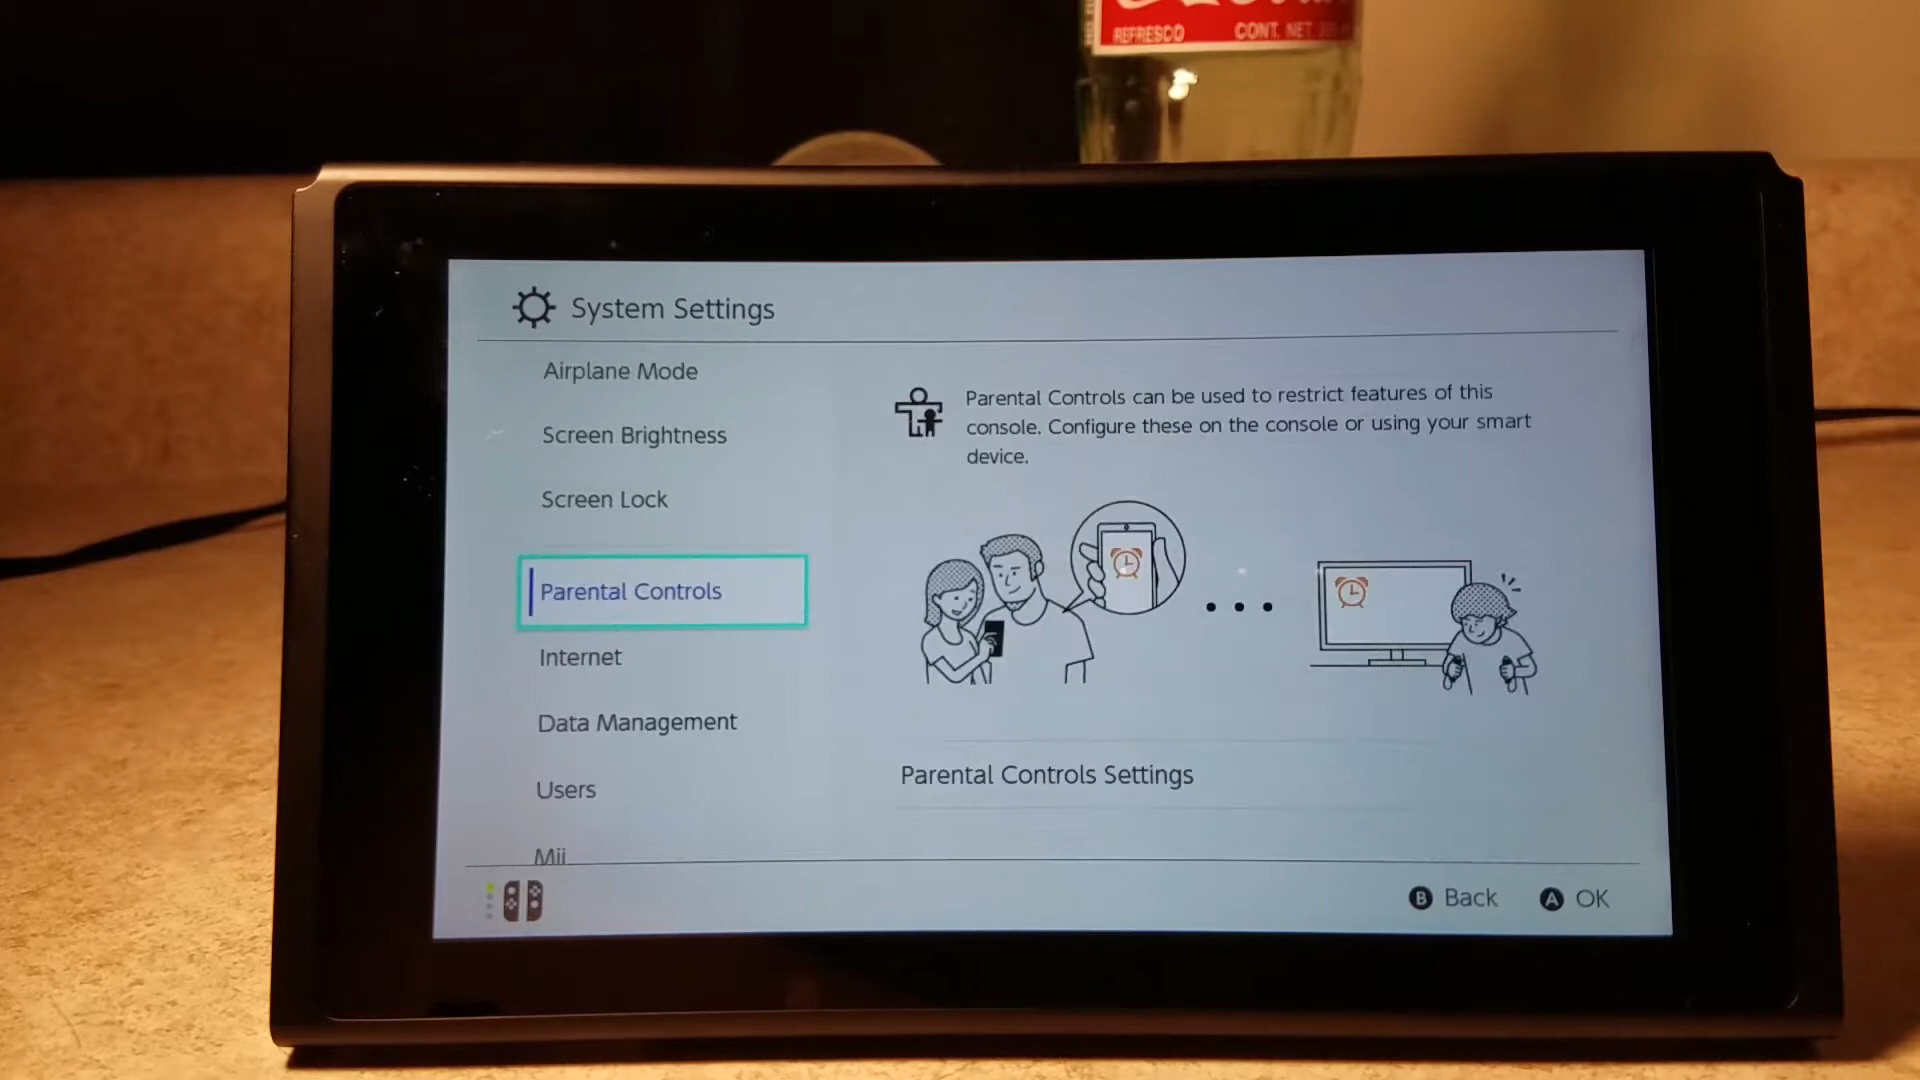 REFRESCO CONT. NET.
System Settings
Airplane Mode
Screen Brightness
Screen Lock
Parental Controls
Internet
Data Management
Users
Mii
Parental Controls can be used to restrict features of this
console. Configure these on the console or using your smart
device.
Parental Controls Settings
B Back A OK